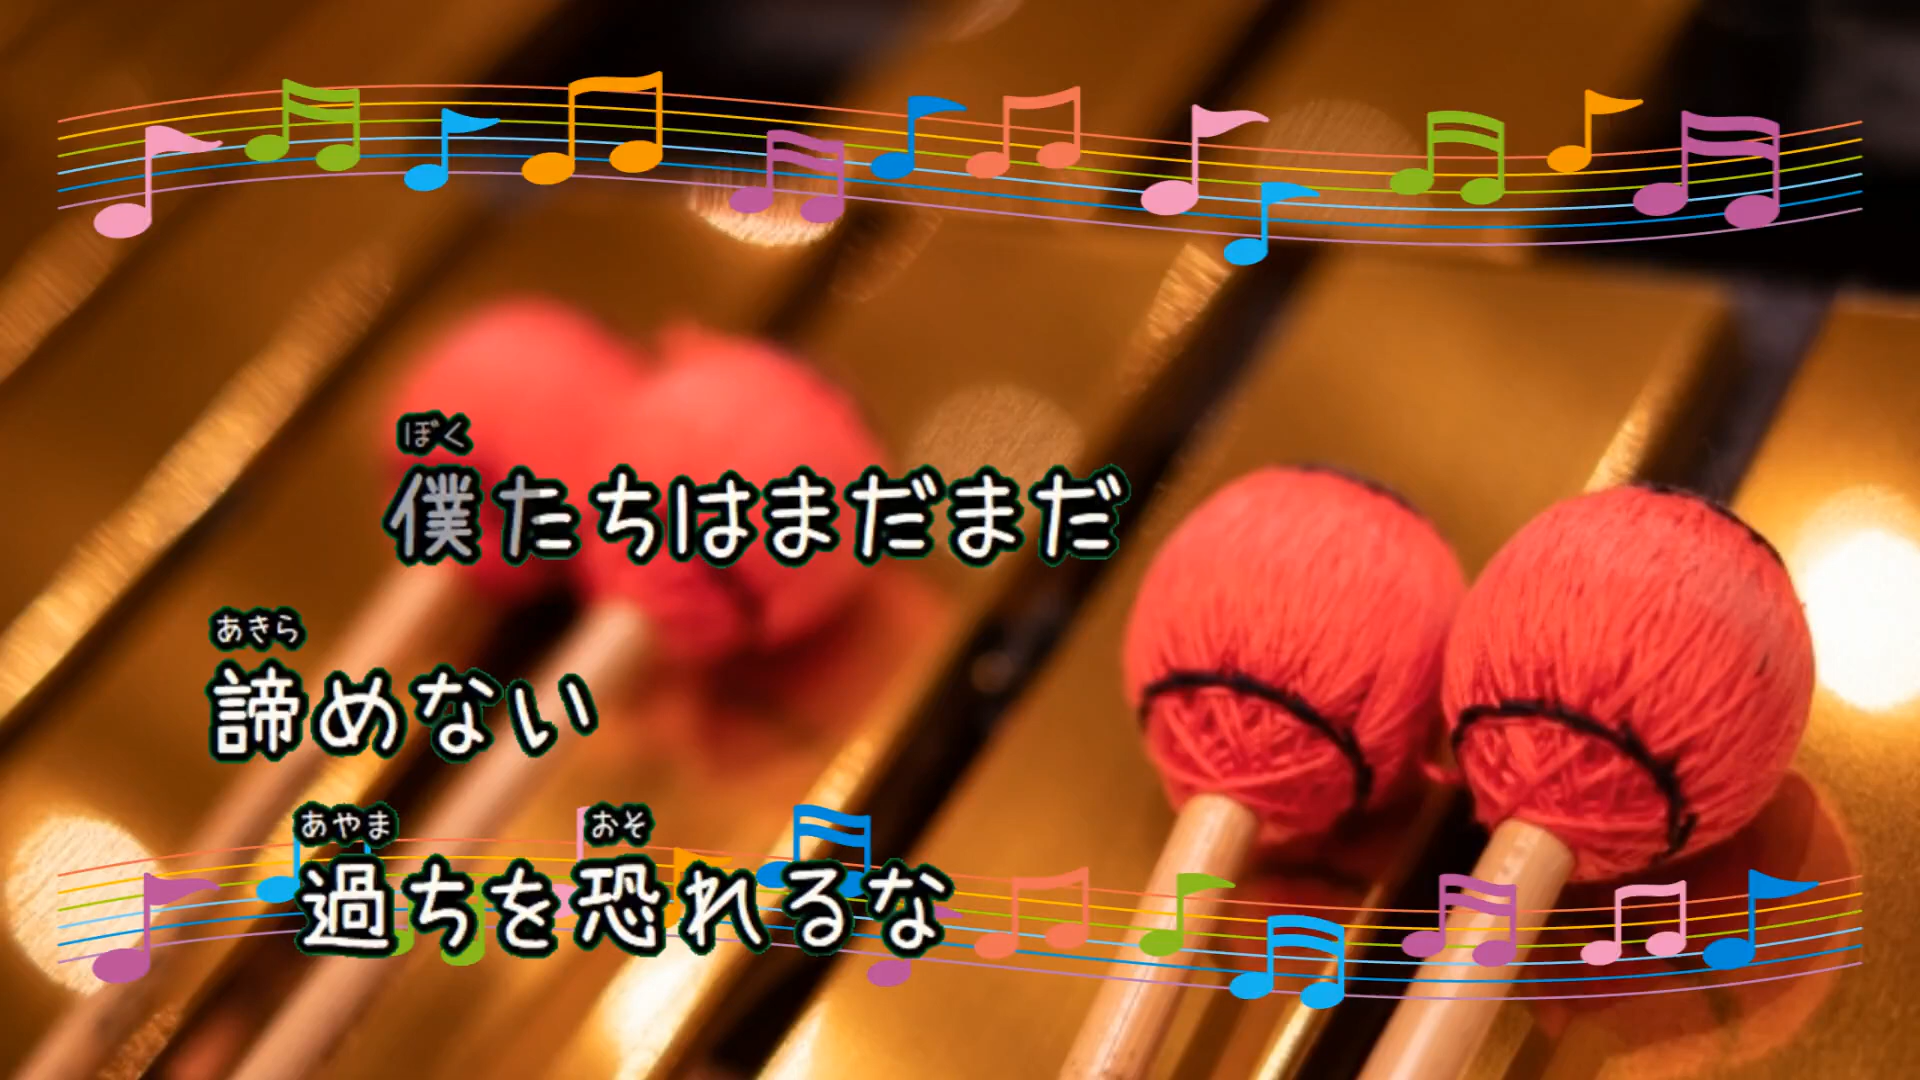 ぼく
僕たちはまだまだ
あきら
諦めない
あやま おそ
過ちを恐れるな